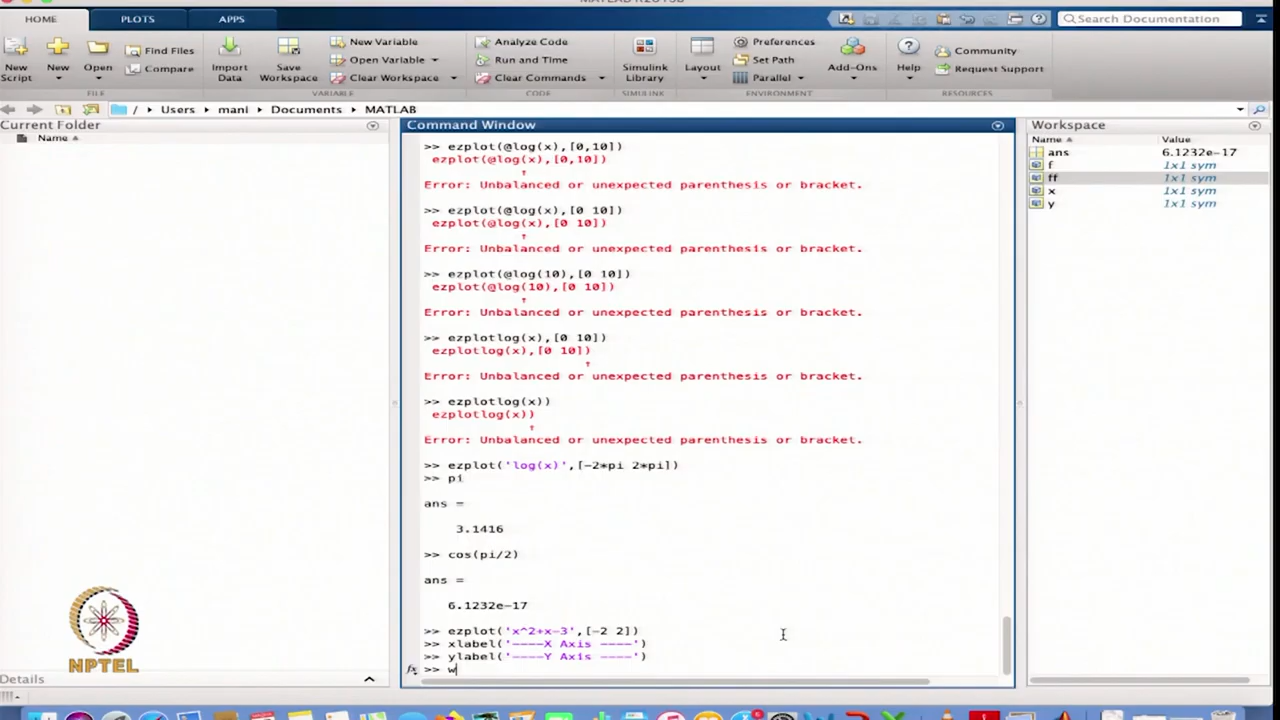 MATLAB R2015b
HOME PLOTS APPS
Search Documentation
New Script
New
Open
Find Files
Compare
Import Data
Save Workspace
New Variable
Open Variable
Clear Workspace
Analyze Code
Run and Time
Clear Commands
Simulink Library
Layout
Preferences
Set Path
Parallel
Add-Ons
Help
Community
Request Support
FILE VARIABLE CODE SIMULINK ENVIRONMENT RESOURCES
/ Users mani Documents MATLAB
Current Folder
Name
Command Window
>> ezplot(@log(x),[0,10])
ezplot(@log(x),[0,10])
↑
Error: Unbalanced or unexpected parenthesis or bracket.
>> ezplot(@log(x),[0 10])
ezplot(@log(x),[0 10])
↑
Error: Unbalanced or unexpected parenthesis or bracket.
>> ezplot(@log(10),[0 10])
ezplot(@log(10),[0 10])
↑
Error: Unbalanced or unexpected parenthesis or bracket.
>> ezplotlog(x),[0 10])
ezplotlog(x),[0 10])
↑
Error: Unbalanced or unexpected parenthesis or bracket.
>> ezplotlog(x))
ezplotlog(x))
↑
Error: Unbalanced or unexpected parenthesis or bracket.
>> ezplot('log(x)',[-2*pi 2*pi])
>> pi
ans =
3.1416
>> cos(pi/2)
ans =
6.1232e-17
>> ezplot('x^2+x-3',[-2 2])
>> xlabel('----X Axis ----')
>> ylabel('----Y Axis ----')
fx >> w
Workspace
Name Value
ans 6.1232e-17
f 1x1 sym
ff 1x1 sym
x 1x1 sym
y 1x1 sym
NPTEL
Details